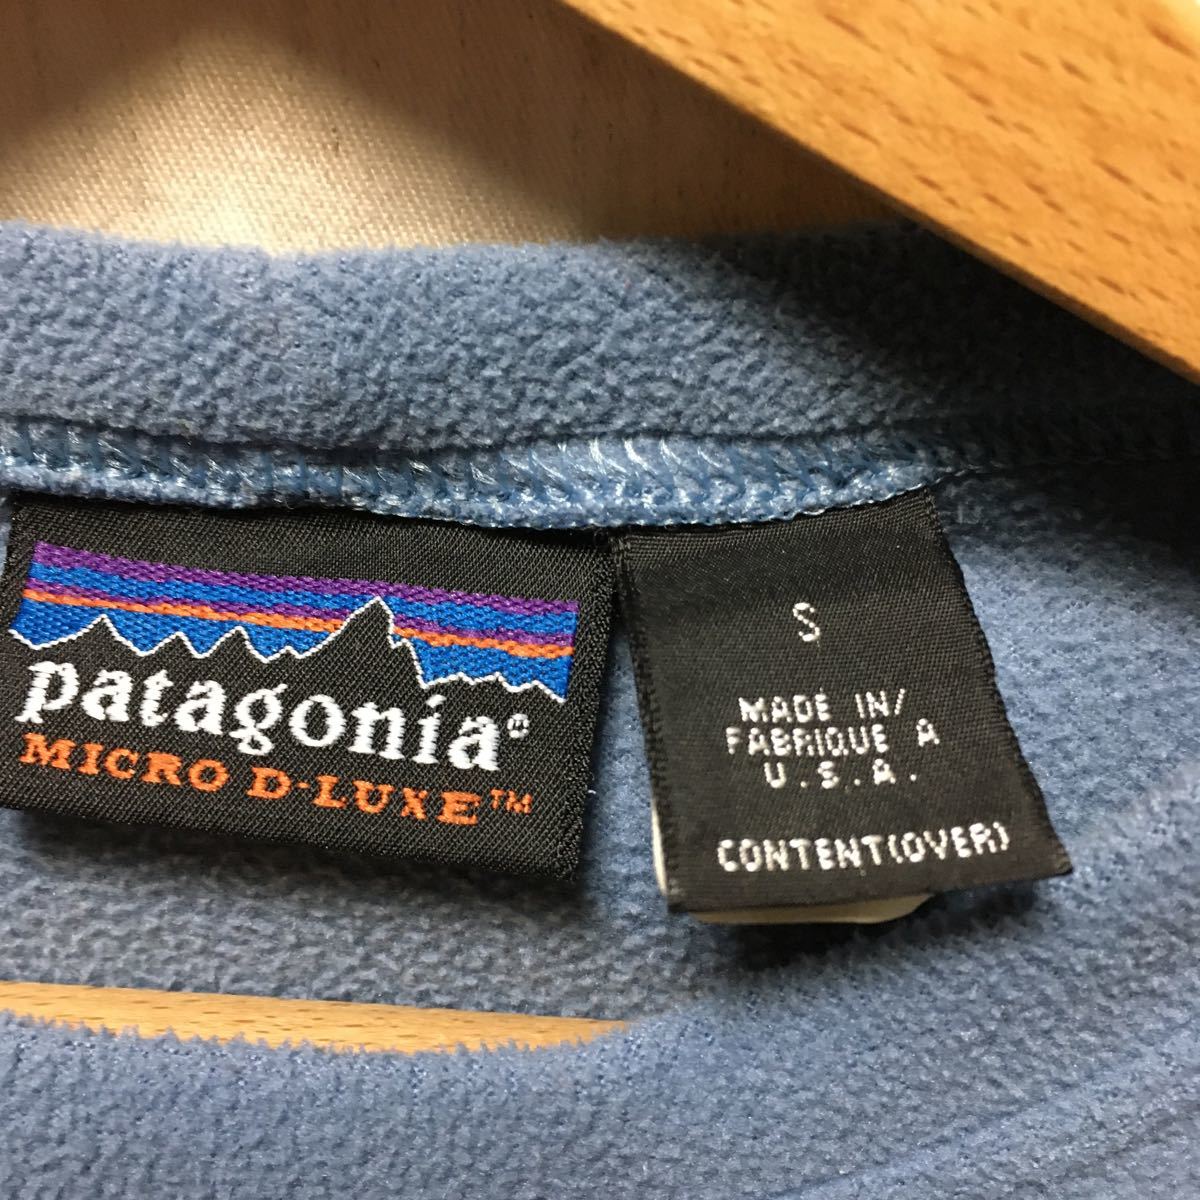 patagonia®
MICRO D-LUXE™
S
MADE IN/
FABRIQUE A
U.S.A.
CONTENT(OVER)